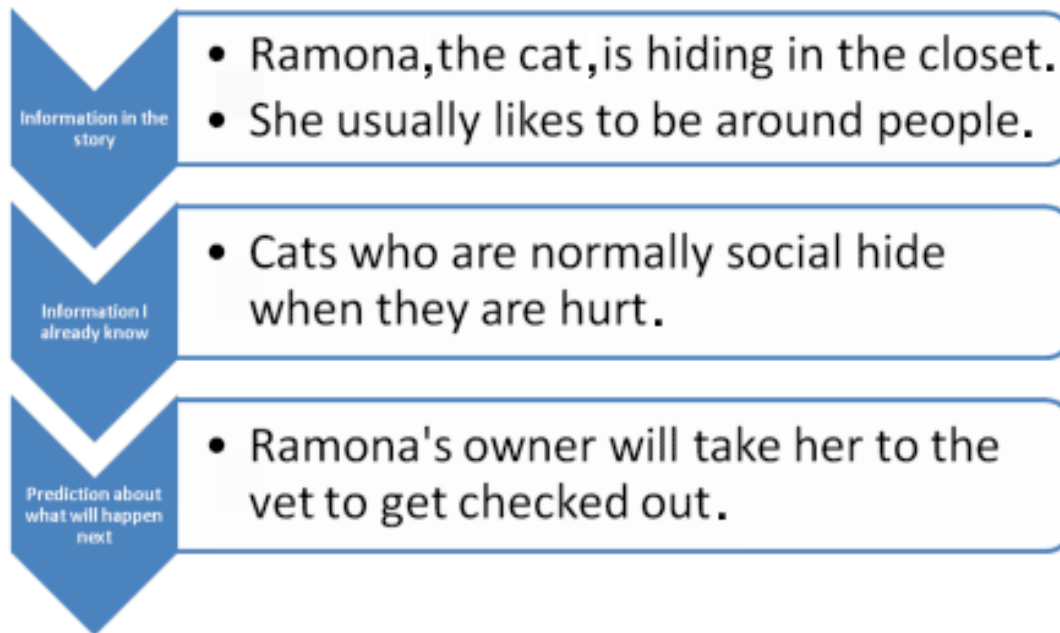 Information in the
story
• Ramona,the cat,is hiding in the closet.
• She usually likes to be around people.
Information I
already know
• Cats who are normally social hide
when they are hurt.
Prediction about
what will happen
next
• Ramona's owner will take her to the
vet to get checked out.